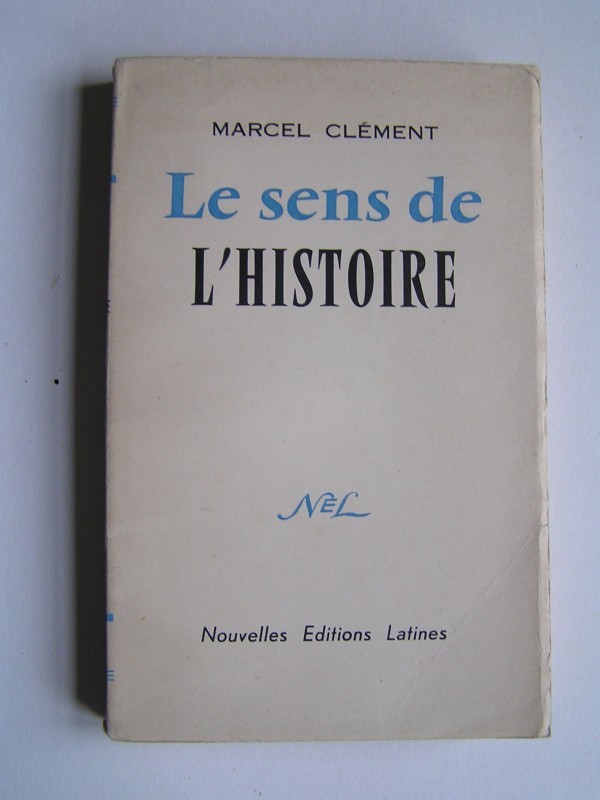 MARCEL CLÉMENT
Le sens de
L'HISTOIRE
NEL
Nouvelles Editions Latines